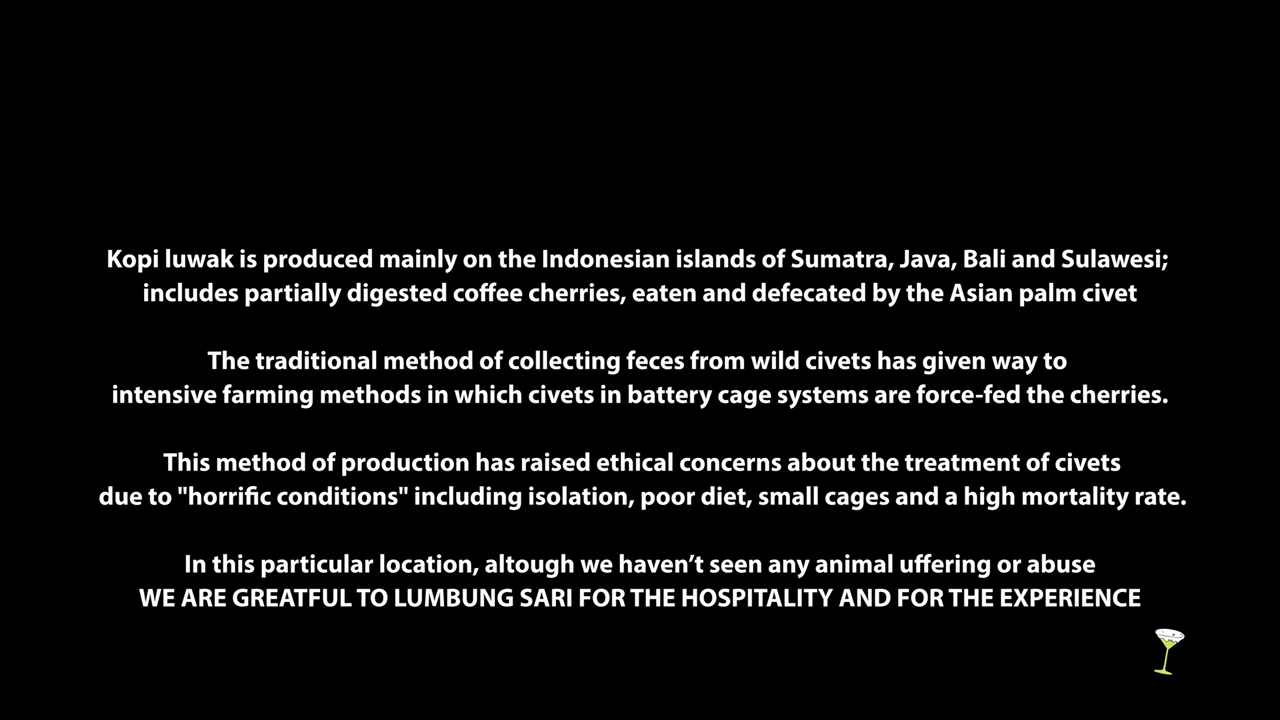 Kopi luwak is produced mainly on the Indonesian islands of Sumatra, Java, Bali and Sulawesi;
includes partially digested coffee cherries, eaten and defecated by the Asian palm civet
The traditional method of collecting feces from wild civets has given way to
intensive farming methods in which civets in battery cage systems are force-fed the cherries.
This method of production has raised ethical concerns about the treatment of civets
due to "horrific conditions" including isolation, poor diet, small cages and a high mortality rate.
In this particular location, altough we haven’t seen any animal uffering or abuse
WE ARE GREATFUL TO LUMBUNG SARI FOR THE HOSPITALITY AND FOR THE EXPERIENCE